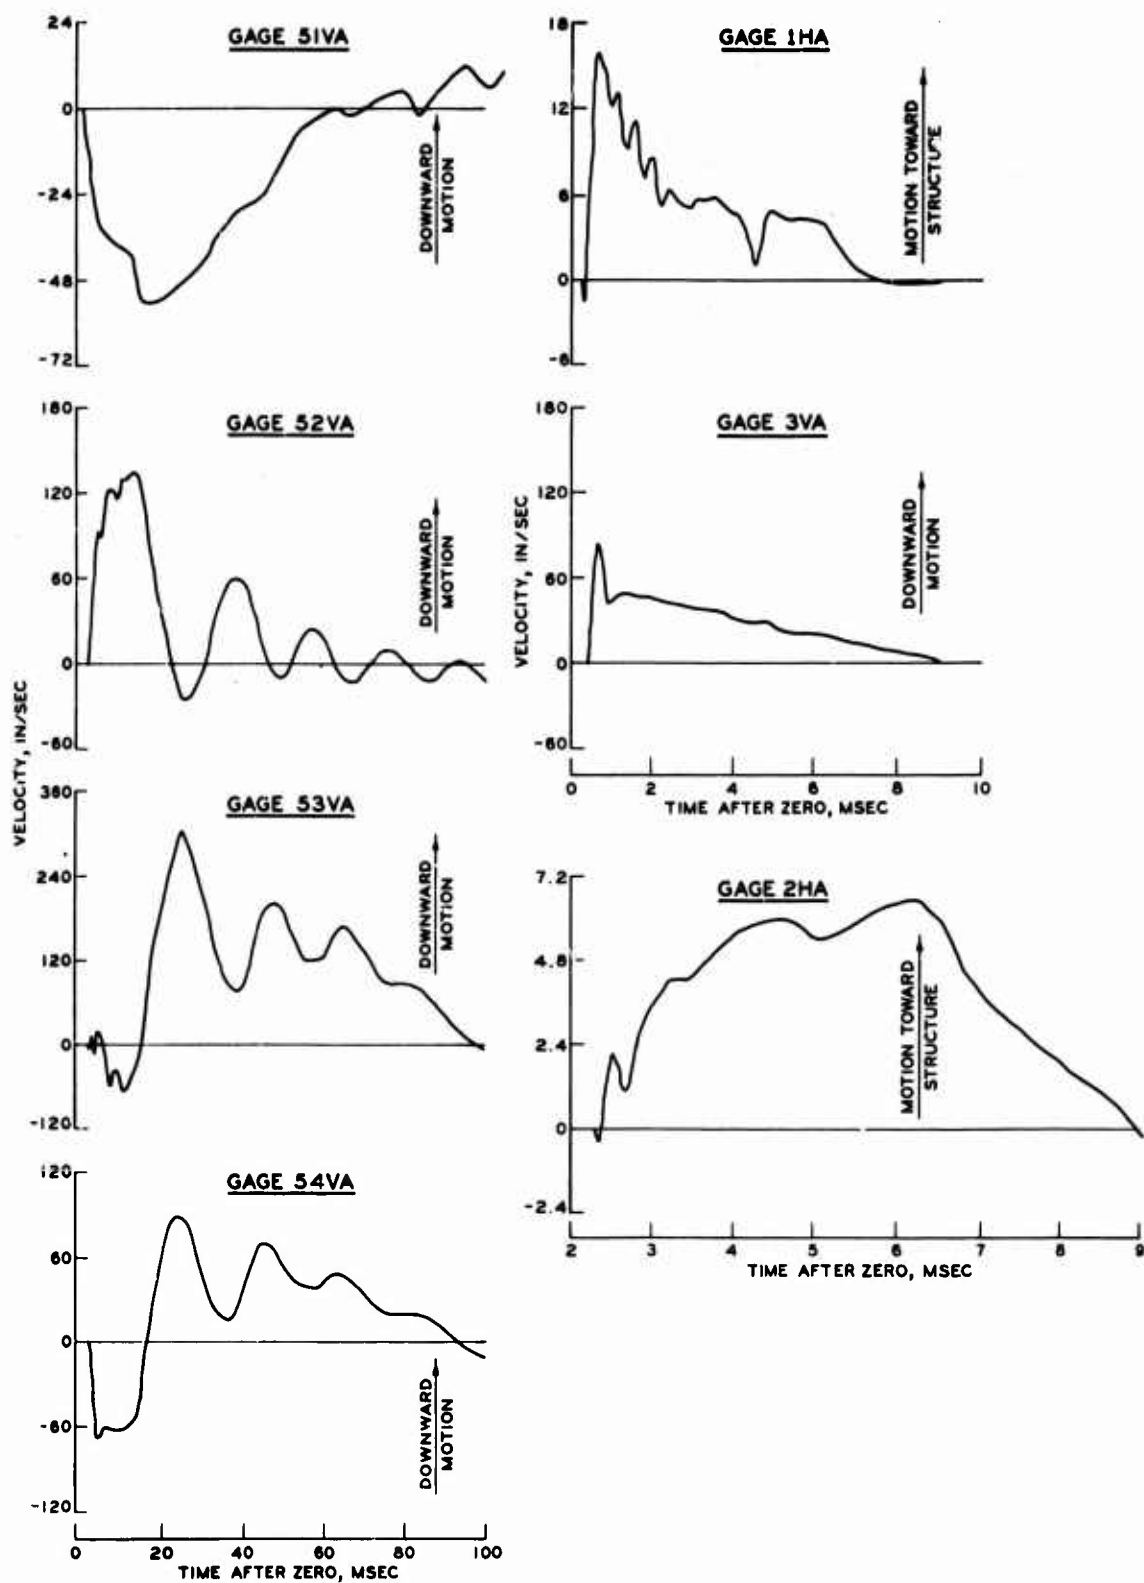 GAGE 51VA
24
0
-24
-48
-72
DOWNWARD
MOTION
GAGE 52VA
180
120
60
0
-60
DOWNWARD
MOTION
VELOCITY, IN/SEC
GAGE 53VA
360
240
120
0
-120
DOWNWARD
MOTION
GAGE 54VA
120
60
0
-60
-120
DOWNWARD
MOTION
0 20 40 60 80 100
TIME AFTER ZERO, MSEC
GAGE 1HA
18
12
6
0
-6
MOTION TOWARD
STRUCTURE
GAGE 3VA
180
120
60
0
-60
VELOCITY, IN/SEC
DOWNWARD
MOTION
0 2 4 6 8 10
TIME AFTER ZERO, MSEC
GAGE 2HA
7.2
4.8
2.4
0
-2.4
MOTION TOWARD
STRUCTURE
2 3 4 5 6 7 8 9
TIME AFTER ZERO, MSEC